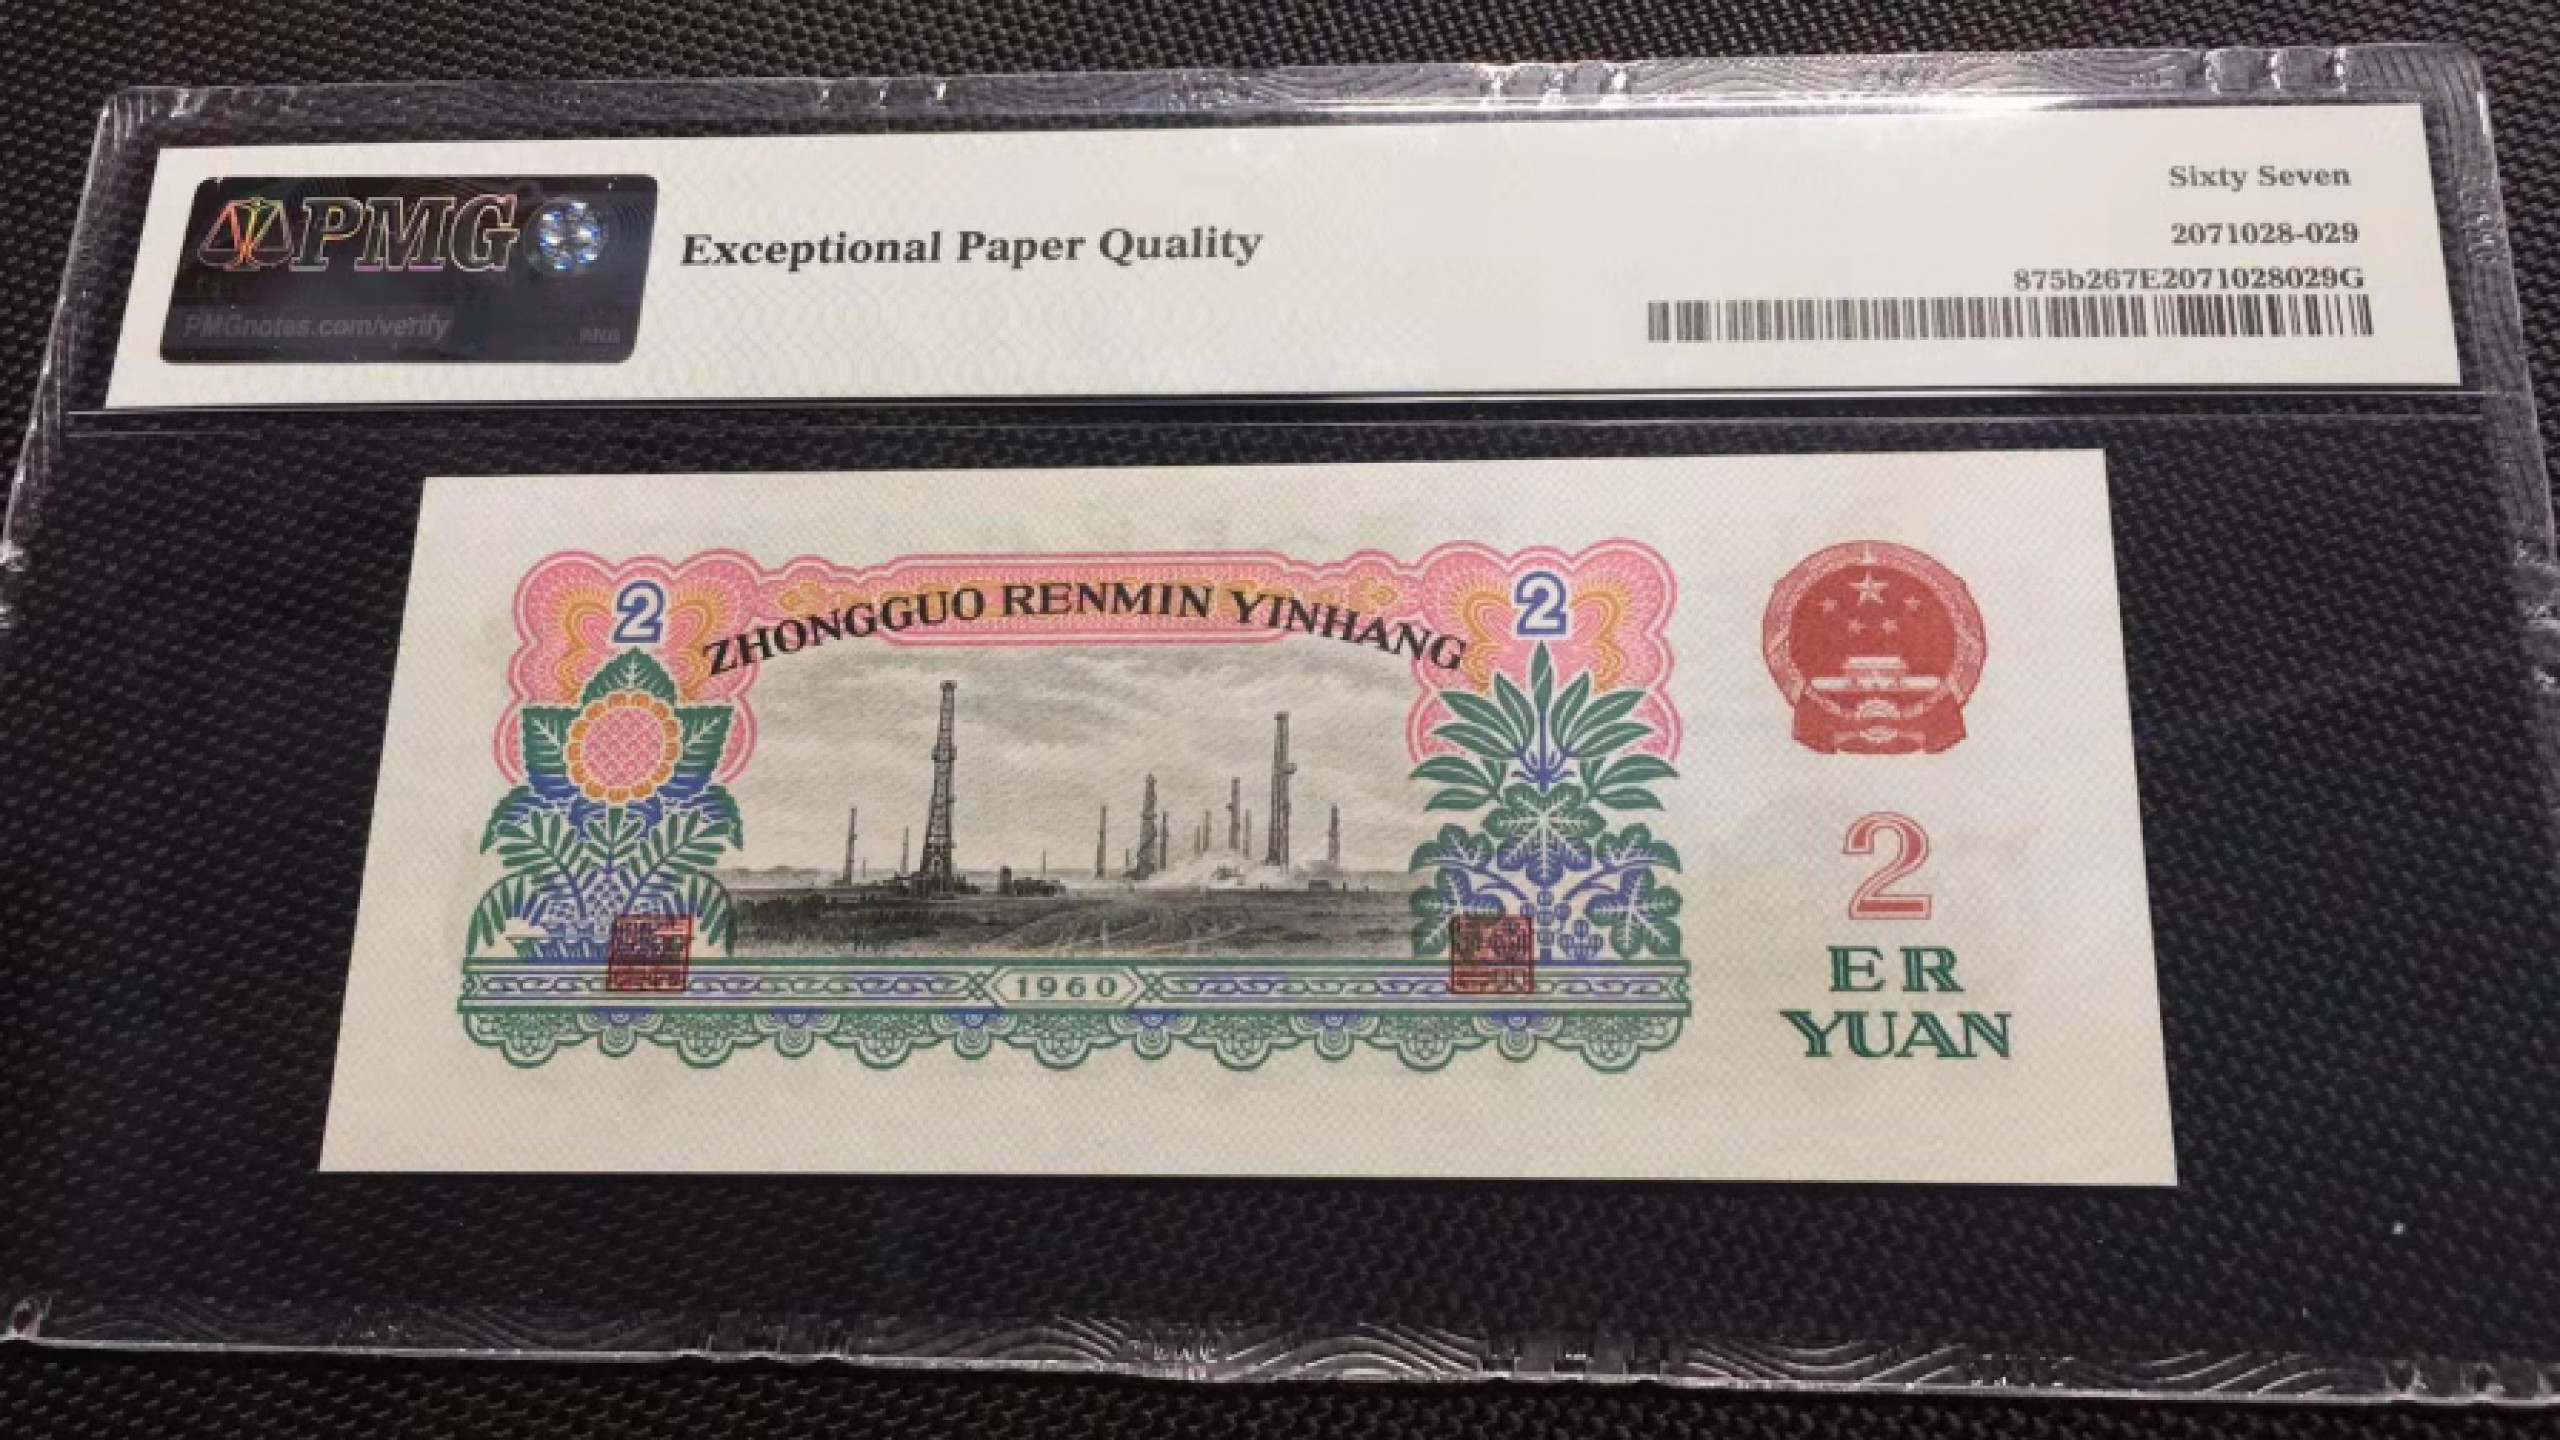 PMG
PMGnotes.com/verify
PMG
Exceptional Paper Quality
Sixty Seven
2071028-029
875b267E2071028029G
2
ZHONGGUO RENMIN YINHANG
2
1960
2
ER
YUAN